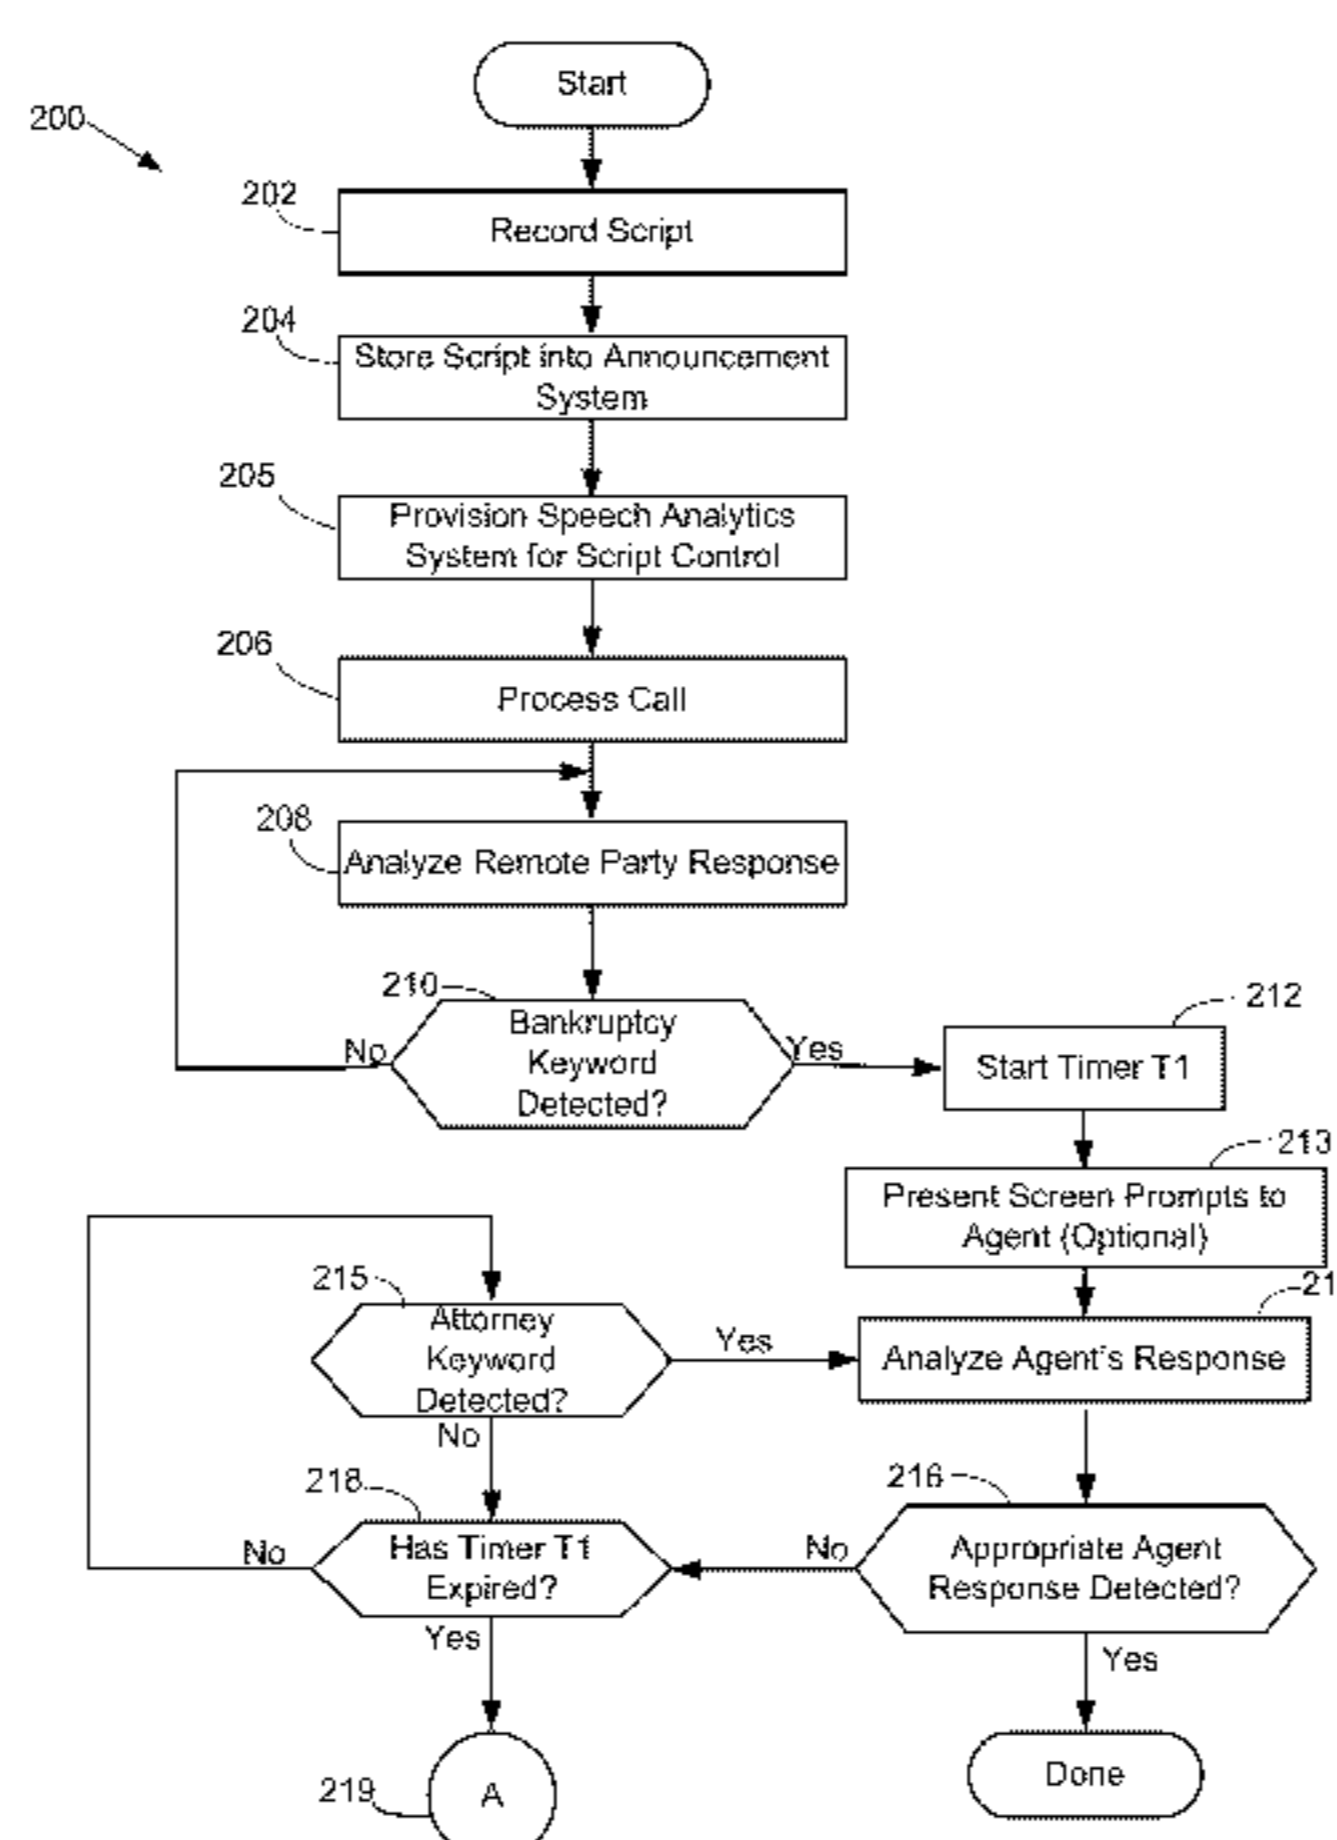 Start
200
202
Record Script
204
Store Script into Announcement
System
205
Provision Speech Analytics
System for Script Control
206
Process Call
208
Analyze Remote Party Response
210
Bankruptcy
Keyword
Detected?
No
Yes
212
Start Timer T1
213
Present Screen Prompts to
Agent (Optional)
215
Attorney
Keyword
Detected?
Yes
No
21
Analyze Agent's Response
218
Has Timer T1
Expired?
No
Yes
216
Appropriate Agent
Response Detected?
No
Yes
219
A
Done